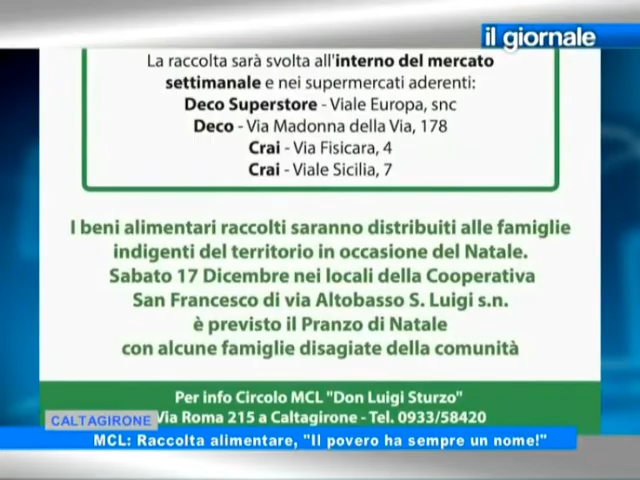 il giornale
La raccolta sarà svolta all'interno del mercato
settimanale e nei supermercati aderenti:
Deco Superstore - Viale Europa, snc
Deco - Via Madonna della Via, 178
Crai - Via Fisicara, 4
Crai - Viale Sicilia, 7
I beni alimentari raccolti saranno distribuiti alle famiglie
indigenti del territorio in occasione del Natale.
Sabato 17 Dicembre nei locali della Cooperativa
San Francesco di via Altobasso S. Luigi s.n.
è previsto il Pranzo di Natale
con alcune famiglie disagiate della comunità
Per info Circolo MCL "Don Luigi Sturzo"
Via Roma 215 a Caltagirone - Tel. 0933/58420
CALTAGIRONE
MCL: Raccolta alimentare, "Il povero ha sempre un nome!"